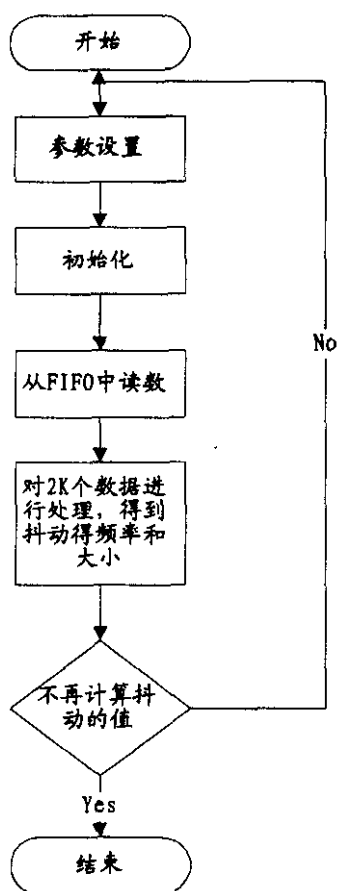 开始
参数设置
初始化
No
从FIFO中读数
对2K个数据进
行处理，得到
抖动得频率和
大小
不再计算抖
动的值
Yes
结束